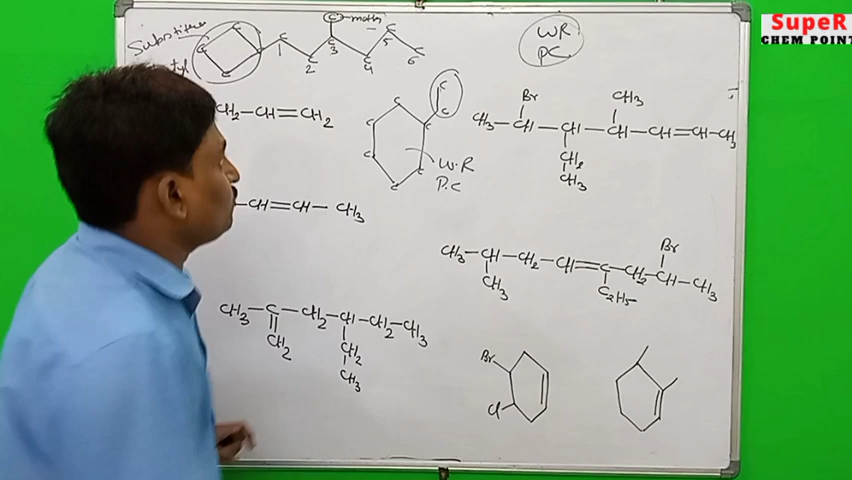 SupeR
CHEM POINT
Substituent
C C C C 1 2 C 3 C 4 C 5 C 6
C-meth
WR
PC
CH2-CH=CH2
C C C C C C C
W.R
P.C
Br CH3
CH3-CH-CH-CH-CH=CH-CH3
CH2
CH3
-CH=CH-CH3
Br
CH3-CH-CH2-CH=C-CH2-CH-CH3
CH3 C2H5
CH3-C-CH2-CH-CH2-CH3
CH2 CH2
CH3
Br
Cl